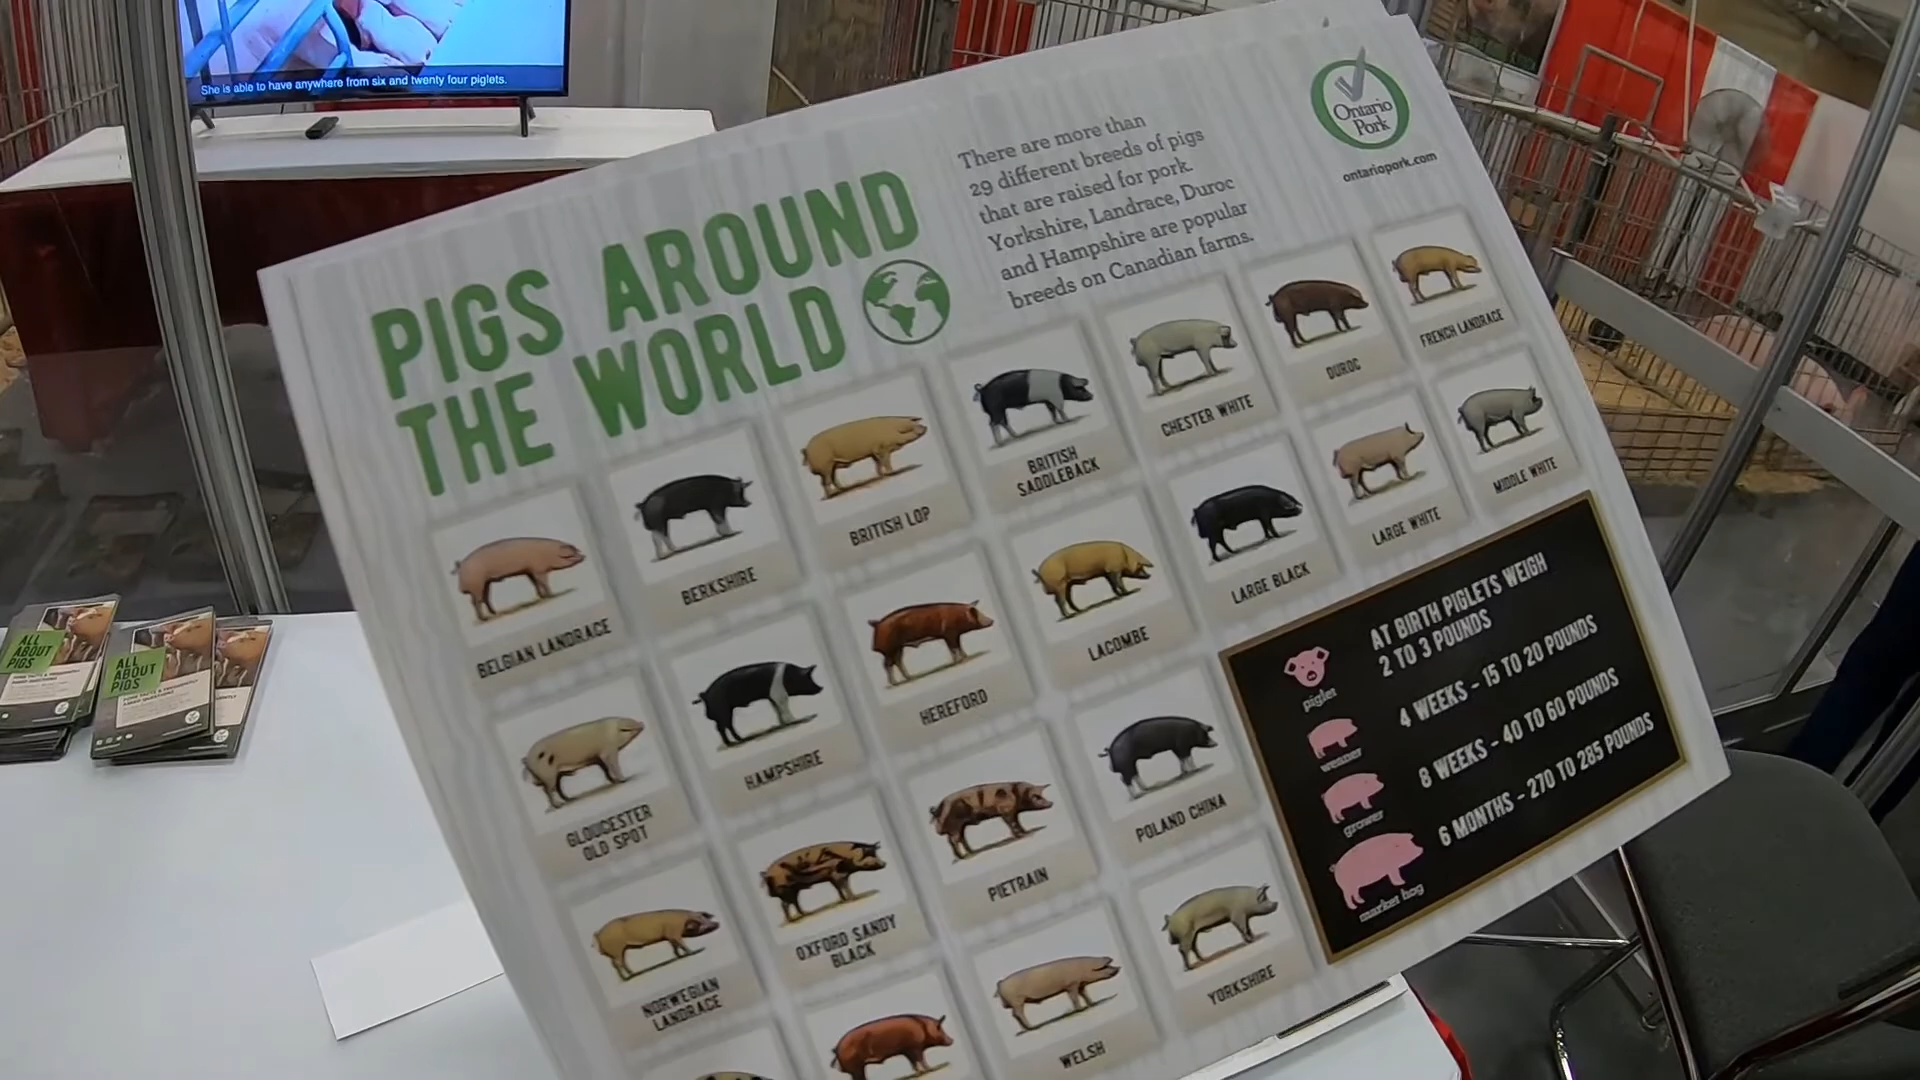 She is able to have anywhere from six and twenty four piglets.
PIGS AROUND
THE WORLD
There are more than
29 different breeds of pigs
that are raised for pork.
Yorkshire, Landrace, Duroc
and Hampshire are popular
breeds on Canadian farms.
Ontario
Pork
ontariopork.com
BELGIAN LANDRACE
BERKSHIRE
BRITISH LOP
BRITISH
SADDLEBACK
CHESTER WHITE
DUROC
FRENCH LANDRACE
GLOUCESTER
OLD SPOT
HAMPSHIRE
HEREFORD
LACOMBE
LARGE BLACK
LARGE WHITE
MIDDLE WHITE
NORWEGIAN
LANDRACE
OXFORD SANDY
BLACK
PIETRAIN
POLAND CHINA
WELSH
YORKSHIRE
piglet
AT BIRTH PIGLETS WEIGH
2 TO 3 POUNDS
weaner
4 WEEKS - 15 TO 20 POUNDS
grower
8 WEEKS - 40 TO 60 POUNDS
market hog
6 MONTHS - 270 TO 285 POUNDS
ALL
ABOUT
PIGS
ALL
ABOUT
PIGS